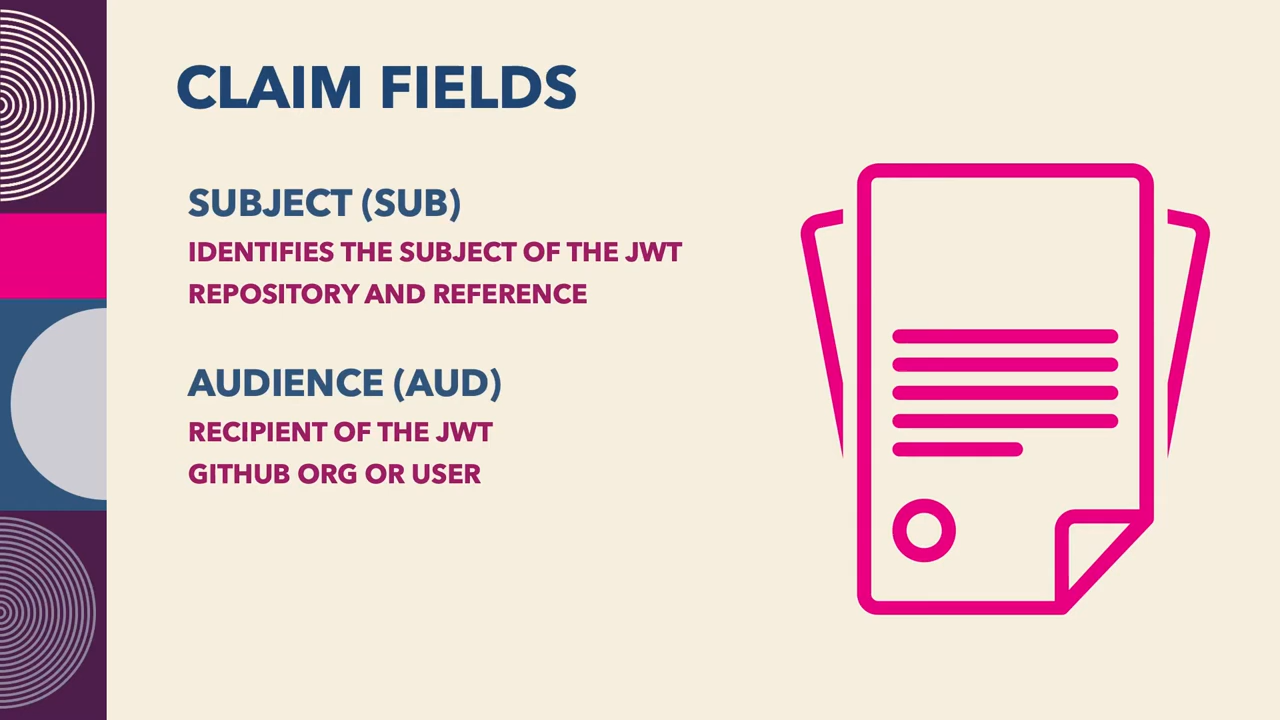 CLAIM FIELDS
SUBJECT (SUB)
IDENTIFIES THE SUBJECT OF THE JWT
REPOSITORY AND REFERENCE
AUDIENCE (AUD)
RECIPIENT OF THE JWT
GITHUB ORG OR USER